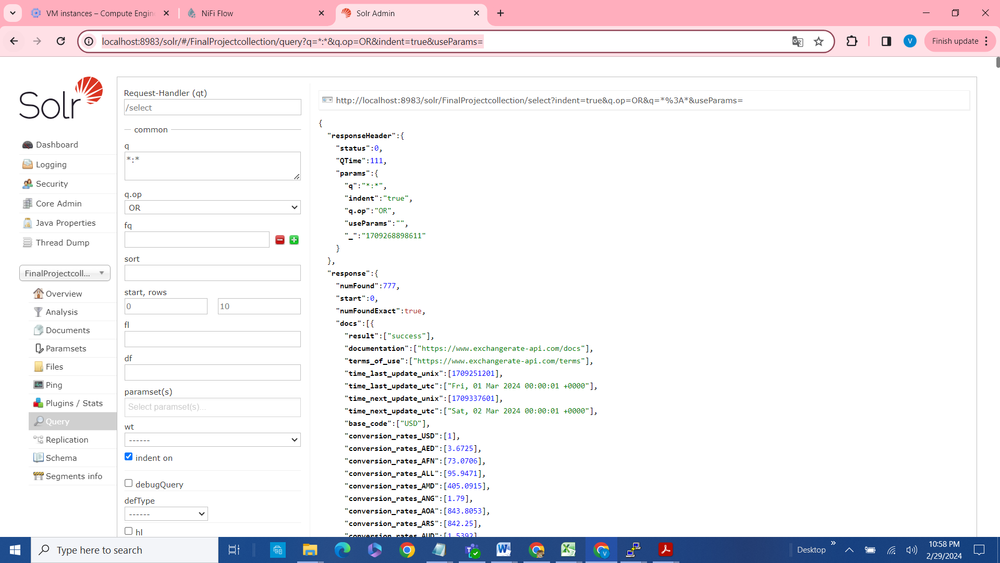 VM instances – Compute Engin
NiFi Flow
Solr Admin
localhost:8983/solr/#/FinalProjectcollection/query?q=*:*&q.op=OR&indent=true&useParams=
V
Finish update
Solr
Dashboard
Logging
Security
Core Admin
Java Properties
Thread Dump
FinalProjectcoll...
Overview
Analysis
Documents
Paramsets
Files
Ping
Plugins / Stats
Query
Replication
Schema
Segments info
Request-Handler (qt)
/select
common
q
*:*
q.op
OR
fq
sort
start, rows
0
10
fl
df
paramset(s)
Select paramset(s)...
wt
------
indent on
debugQuery
defType
------
hl
http://localhost:8983/solr/FinalProjectcollection/select?indent=true&q.op=OR&q=*%3A*&useParams=
{
"responseHeader":{
"status":0,
"QTime":111,
"params":{
"q":"*:*",
"indent":"true",
"q.op":"OR",
"useParams":"",
"_":"1709268898611"
}
},
"response":{
"numFound":777,
"start":0,
"numFoundExact":true,
"docs":[{
"result":["success"],
"documentation":["https://www.exchangerate-api.com/docs"],
"terms_of_use":["https://www.exchangerate-api.com/terms"],
"time_last_update_unix":[1709251201],
"time_last_update_utc":["Fri, 01 Mar 2024 00:00:01 +0000"],
"time_next_update_unix":[1709337601],
"time_next_update_utc":["Sat, 02 Mar 2024 00:00:01 +0000"],
"base_code":["USD"],
"conversion_rates_USD":[1],
"conversion_rates_AED":[3.6725],
"conversion_rates_AFN":[73.0706],
"conversion_rates_ALL":[95.9471],
"conversion_rates_AMD":[405.0915],
"conversion_rates_ANG":[1.79],
"conversion_rates_AOA":[843.8053],
"conversion_rates_ARS":[842.25],
"conversion_rates_AUD":[1.5392],
Type here to search
Desktop
10:58 PM
2/29/2024